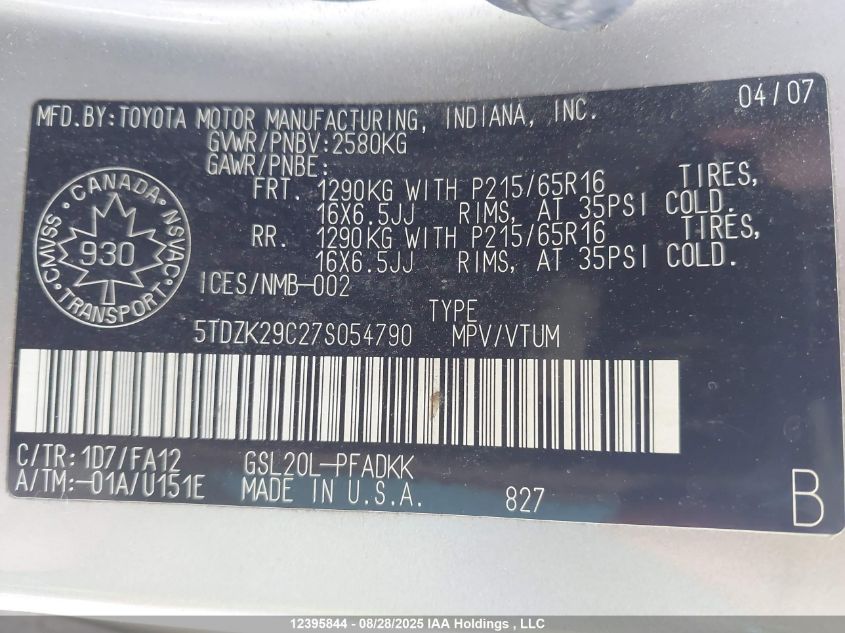 MFD.BY:TOYOTA MOTOR MANUFACTURING, INDIANA, INC. 04/07
GVWR/PNBV:2580KG
GAWR/PNBE:
FRT. 1290KG WITH P215/65R16 TIRES,
16X6.5JJ RIMS, AT 35PSI COLD.
RR. 1290KG WITH P215/65R16 TIRES,
16X6.5JJ RIMS, AT 35PSI COLD.
CANADA
CMVSS 930 NSVAC
TRANSPORT
ICES/NMB-002
TYPE
5TDZK29C27S054790 MPV/VTUM
C/TR: 1D7/FA12 GSL20L-PFADKK
A/TM:-01A/U151E MADE IN U.S.A. 827 B
12395844 - 08/28/2025 IAA Holdings , LLC